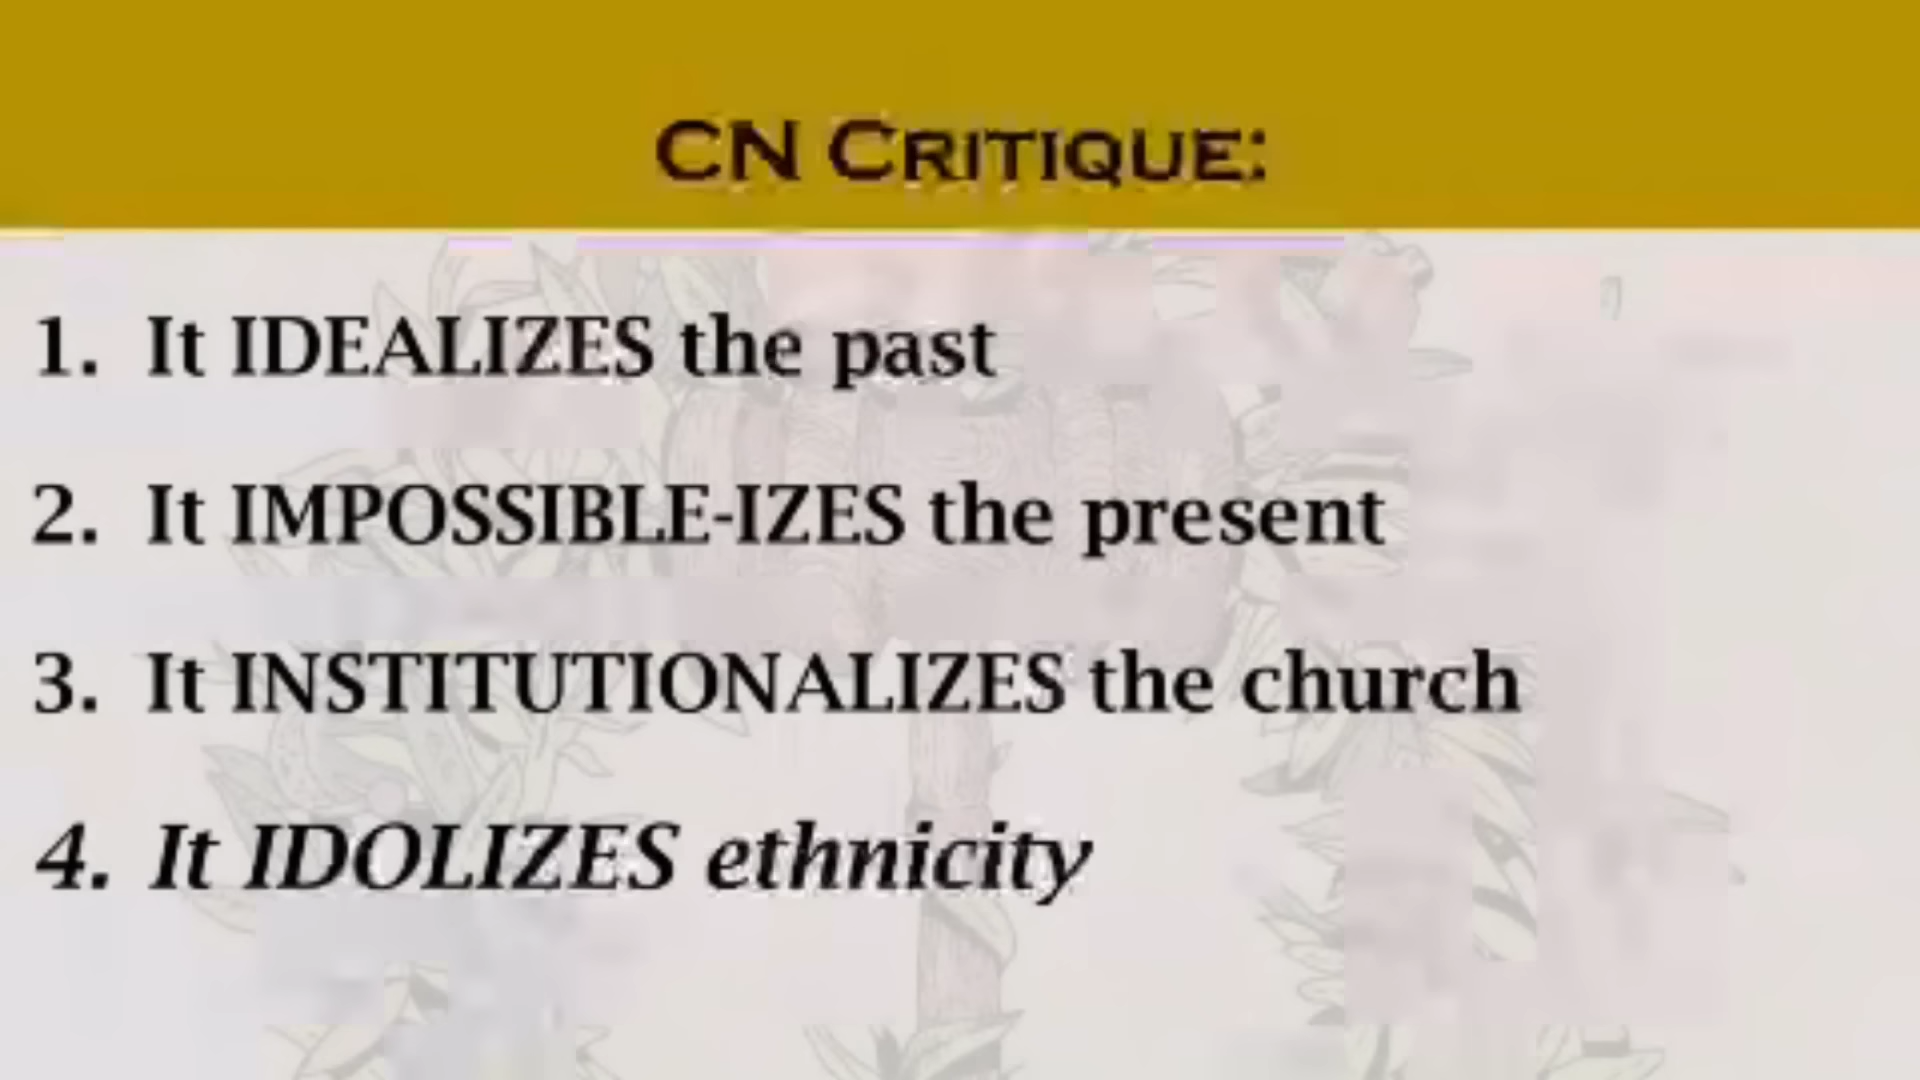 CN CRITIQUE:
1. It IDEALIZES the past
2. It IMPOSSIBLE-IZES the present
3. It INSTITUTIONALIZES the church
4. It IDOLIZES ethnicity